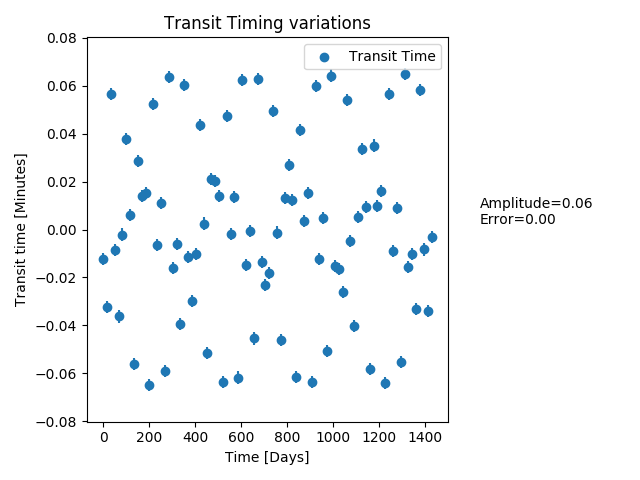 Transit Timing variations
Transit Time
0.08
0.06
0.04
0.02
0.00
−0.02
−0.04
−0.06
−0.08
Transit time [Minutes]
0 200 400 600 800 1000 1200 1400
Time [Days]
Amplitude=0.06
Error=0.00